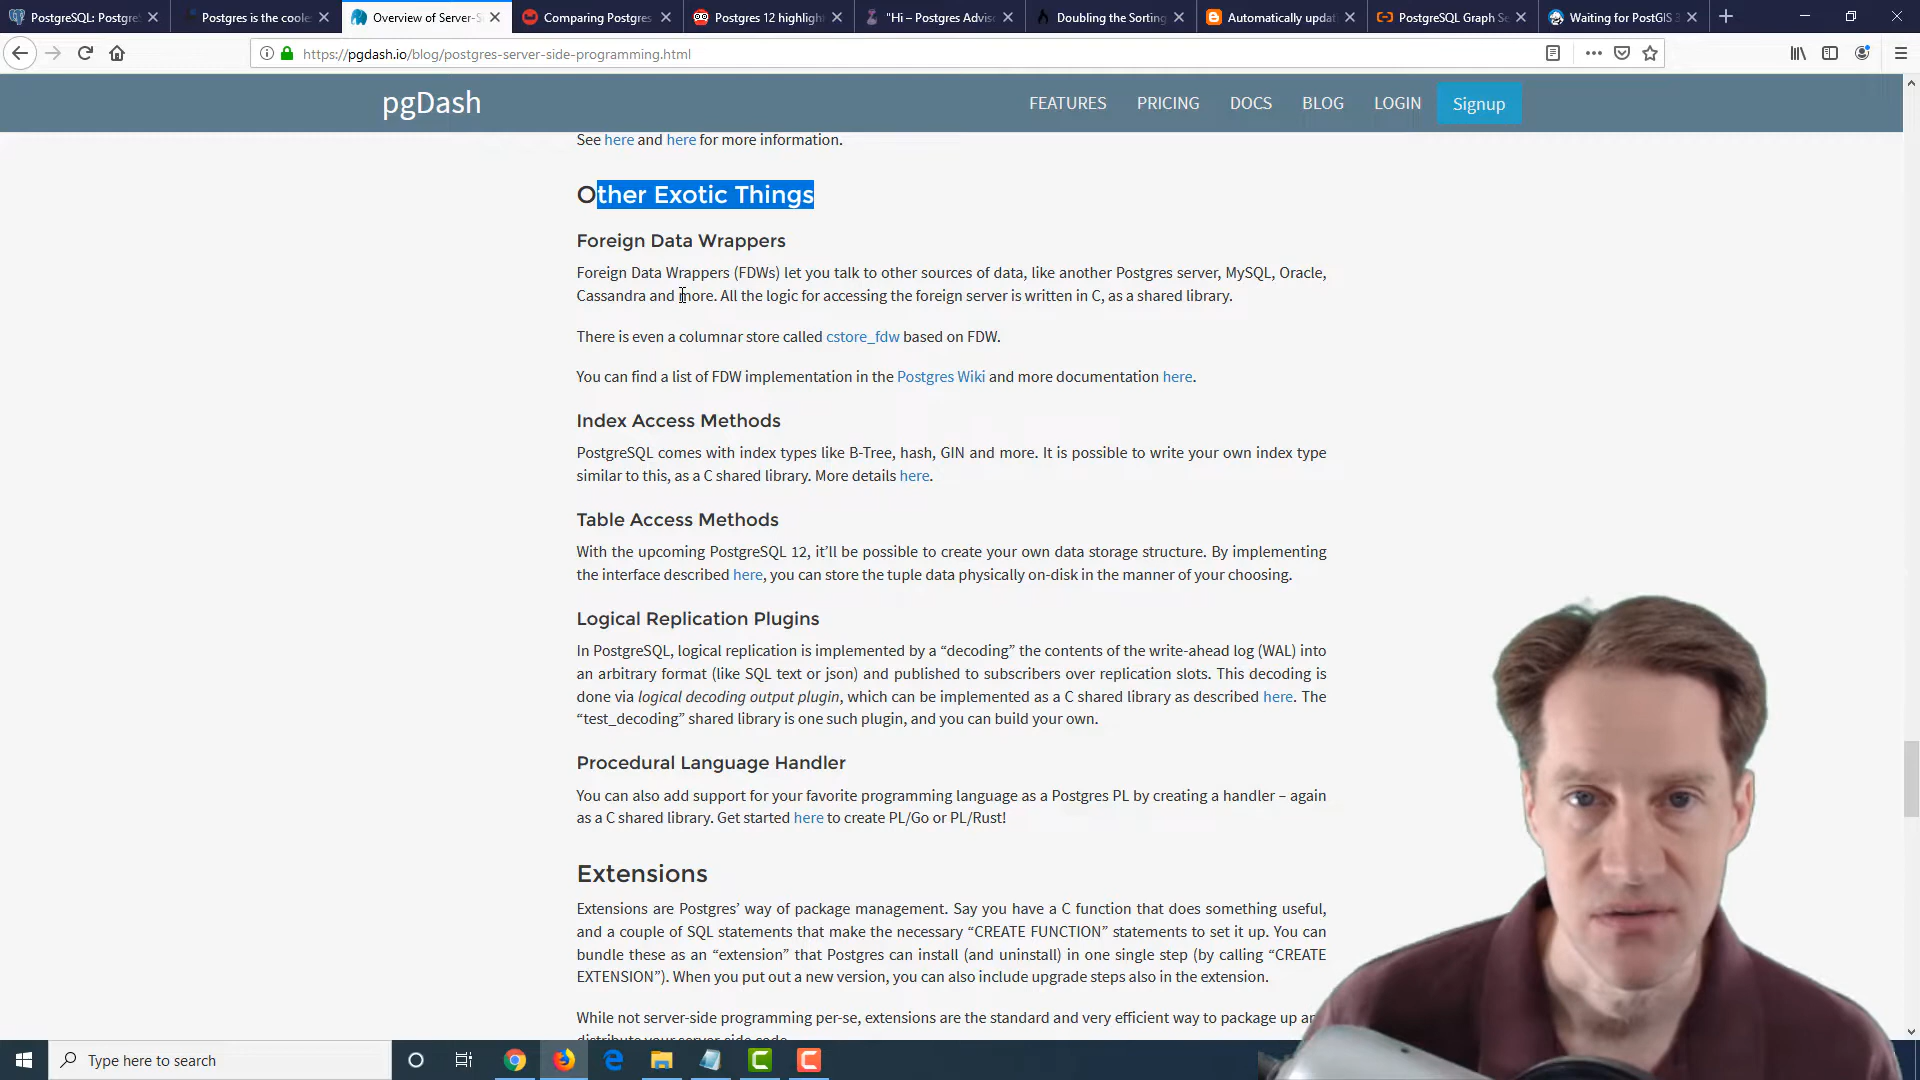 PostgreSQL: PostgreS
Postgres is the coole
Overview of Server-S
Comparing Postgres
Postgres 12 highligh
"Hi – Postgres Advis
Doubling the Sorting
Automatically updat
PostgreSQL Graph Se
Waiting for PostGIS 3
https://pgdash.io/blog/postgres-server-side-programming.html
pgDash
FEATURES
PRICING
DOCS
BLOG
LOGIN
Signup
See here and here for more information.
Other Exotic Things
Foreign Data Wrappers
Foreign Data Wrappers (FDWs) let you talk to other sources of data, like another Postgres server, MySQL, Oracle,
Cassandra and more. All the logic for accessing the foreign server is written in C, as a shared library.
There is even a columnar store called cstore_fdw based on FDW.
You can find a list of FDW implementation in the Postgres Wiki and more documentation here.
Index Access Methods
PostgreSQL comes with index types like B-Tree, hash, GIN and more. It is possible to write your own index type
similar to this, as a C shared library. More details here.
Table Access Methods
With the upcoming PostgreSQL 12, it’ll be possible to create your own data storage structure. By implementing
the interface described here, you can store the tuple data physically on-disk in the manner of your choosing.
Logical Replication Plugins
In PostgreSQL, logical replication is implemented by a “decoding” the contents of the write-ahead log (WAL) into
an arbitrary format (like SQL text or json) and published to subscribers over replication slots. This decoding is
done via logical decoding output plugin, which can be implemented as a C shared library as described here. The
“test_decoding” shared library is one such plugin, and you can build your own.
Procedural Language Handler
You can also add support for your favorite programming language as a Postgres PL by creating a handler – again
as a C shared library. Get started here to create PL/Go or PL/Rust!
Extensions
Extensions are Postgres’ way of package management. Say you have a C function that does something useful,
and a couple of SQL statements that make the necessary “CREATE FUNCTION” statements to set it up. You can
bundle these as an “extension” that Postgres can install (and uninstall) in one single step (by calling “CREATE
EXTENSION”). When you put out a new version, you can also include upgrade steps also in the extension.
While not server-side programming per-se, extensions are the standard and very efficient way to package up an
Type here to search